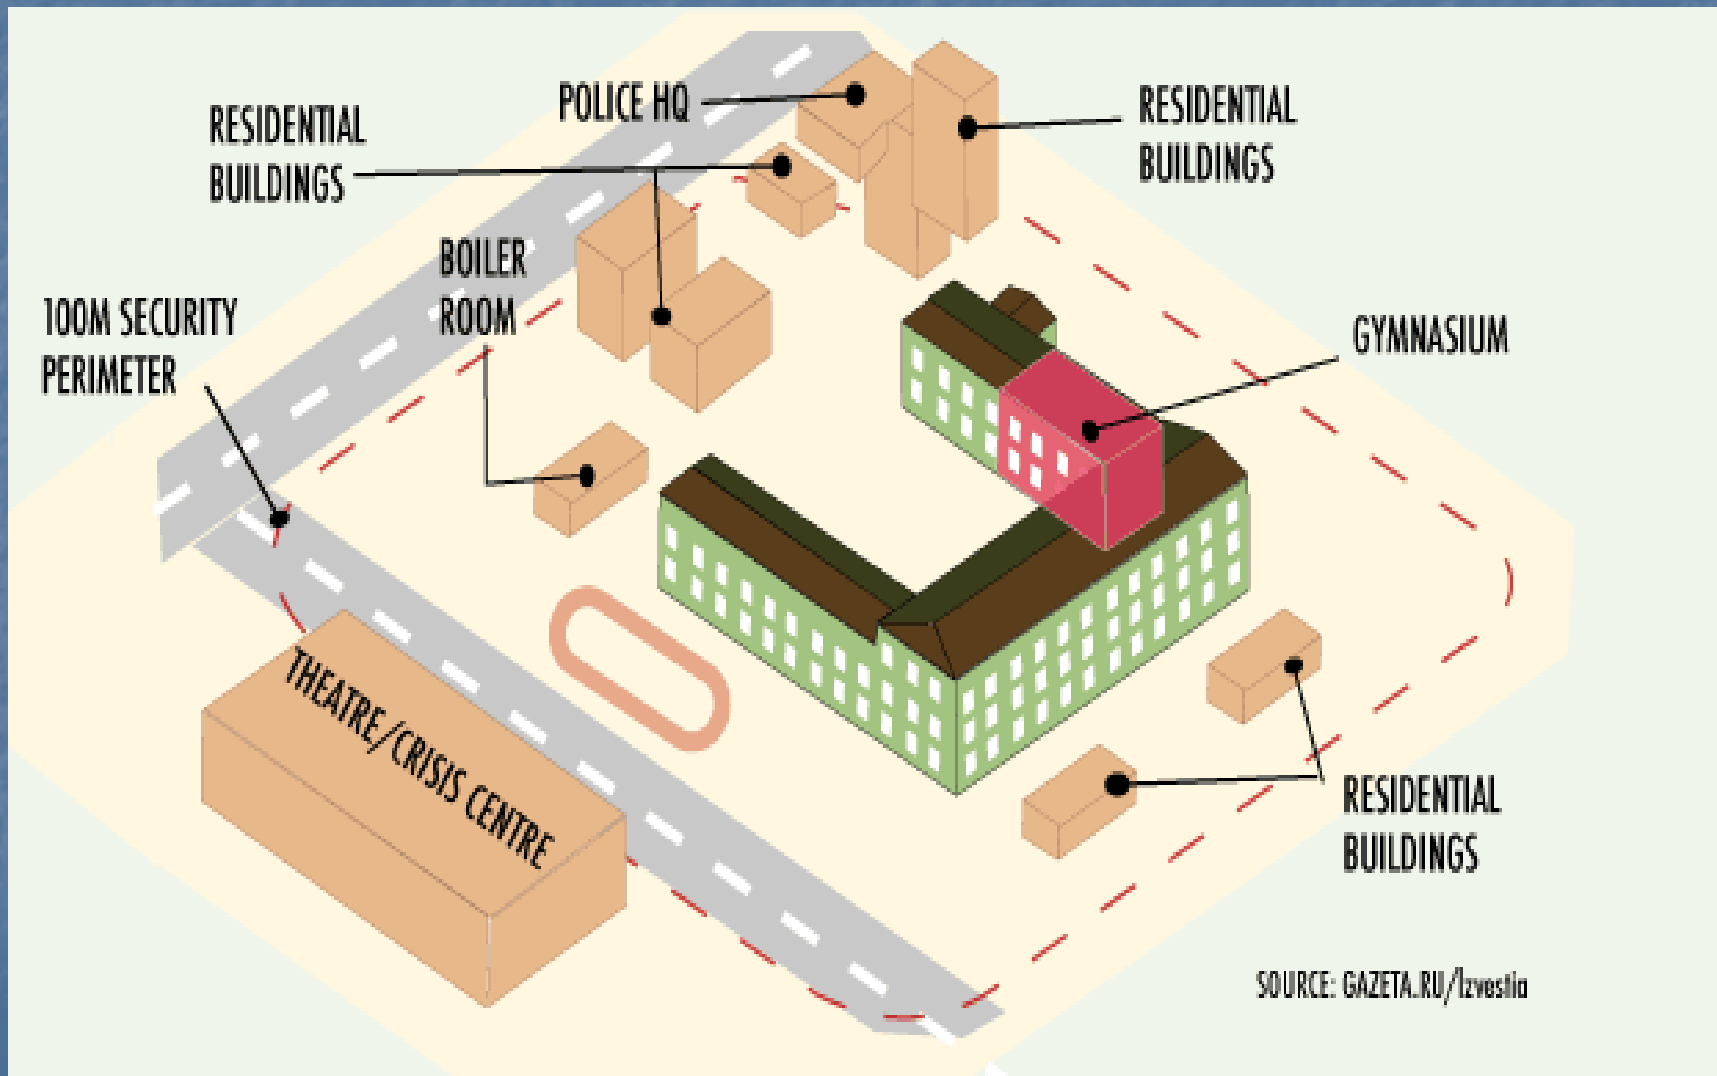 POLICE HQ
RESIDENTIAL
BUILDINGS
RESIDENTIAL
BUILDINGS
BOILER
ROOM
100M SECURITY
PERIMETER
GYMNASIUM
THEATRE/CRISIS CENTRE
RESIDENTIAL
BUILDINGS
SOURCE: GAZETA.RU/Izvestia